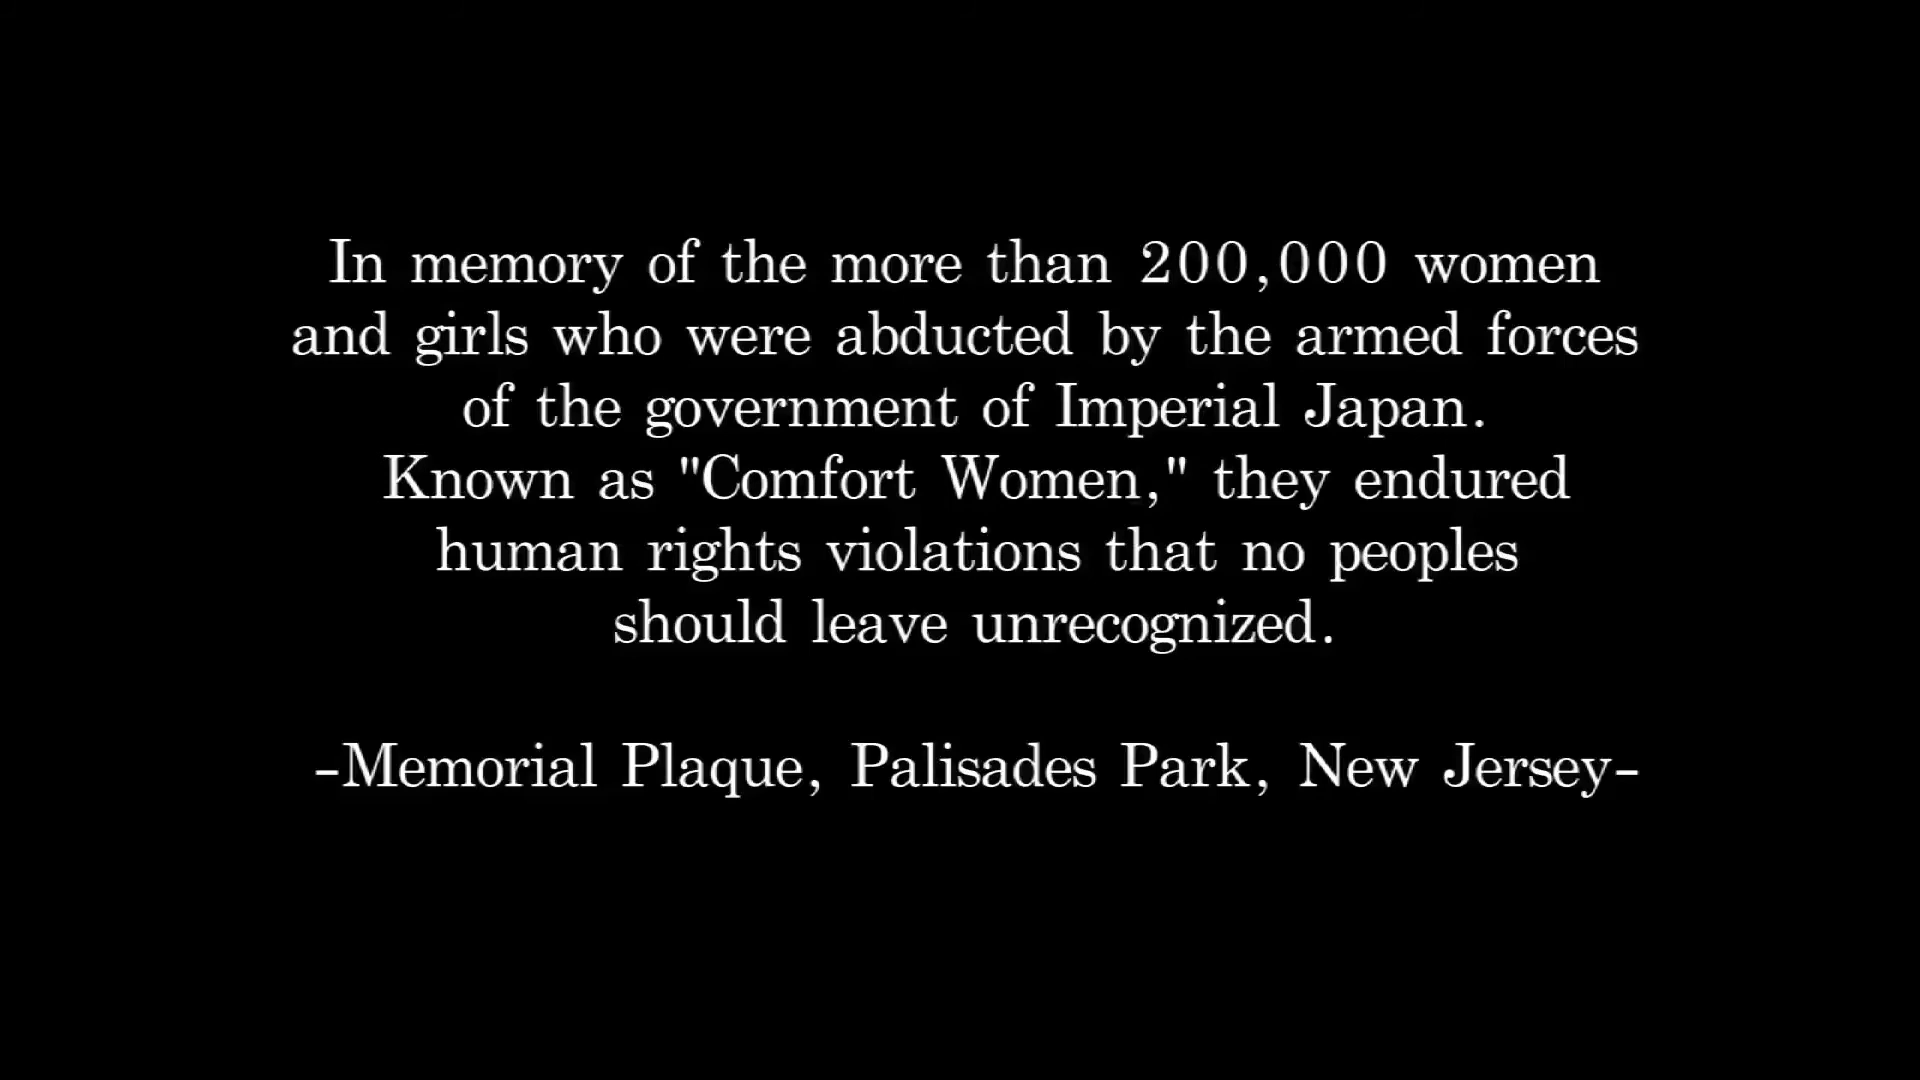 In memory of the more than 200,000 women
and girls who were abducted by the armed forces
of the government of Imperial Japan.
Known as "Comfort Women," they endured
human rights violations that no peoples
should leave unrecognized.
-Memorial Plaque, Palisades Park, New Jersey-